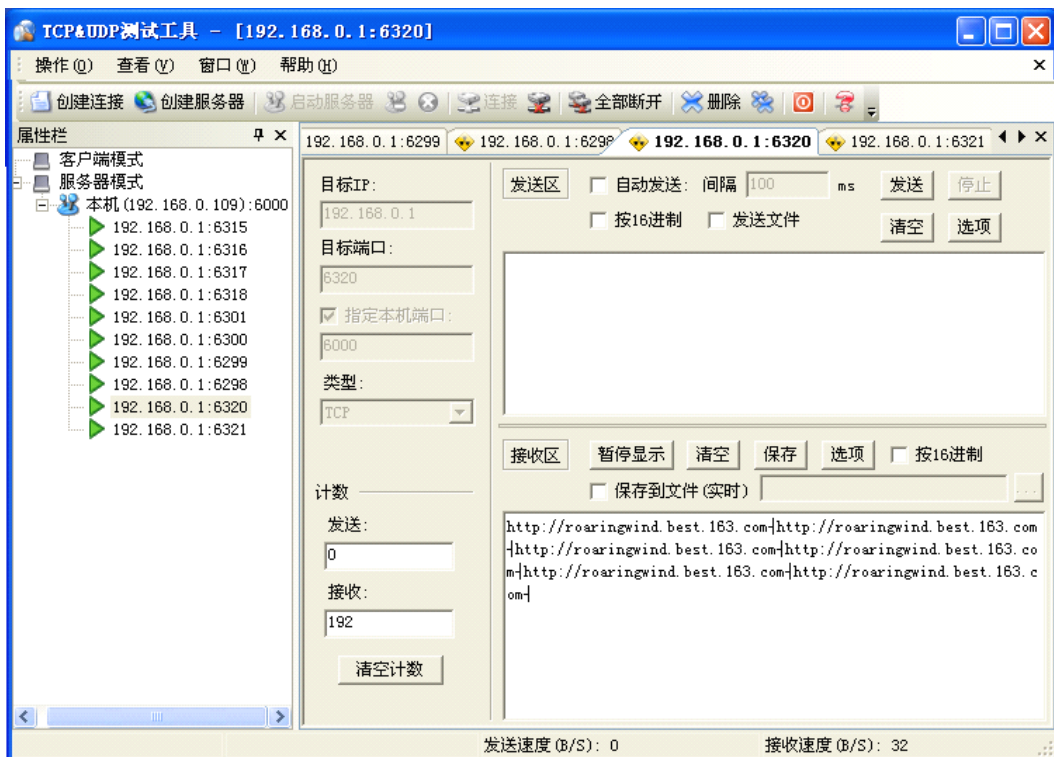 TCP&UDP测试工具 - [192.168.0.1:6320]
操作(O) 查看(V) 窗口(W) 帮助(H)
创建连接 创建服务器 启动服务器 连接 全部断开 删除
属性栏
192.168.0.1:6299 192.168.0.1:6298 192.168.0.1:6320 192.168.0.1:6321
客户端模式
服务器模式
本机(192.168.0.109):6000
192.168.0.1:6315
192.168.0.1:6316
192.168.0.1:6317
192.168.0.1:6318
192.168.0.1:6301
192.168.0.1:6300
192.168.0.1:6299
192.168.0.1:6298
192.168.0.1:6320
192.168.0.1:6321
目标IP:
192.168.0.1
目标端口:
6320
指定本机端口:
6000
类型:
TCP
计数
发送:
0
接收:
192
清空计数
发送区 自动发送: 间隔 100 ms 发送 停止
按16进制 发送文件 清空 选项
接收区 暂停显示 清空 保存 选项 按16进制
保存到文件(实时) ...
http://roaringwind.best.163.com┤http://roaringwind.best.163.com
┤http://roaringwind.best.163.com┤http://roaringwind.best.163.co
m┤http://roaringwind.best.163.com┤http://roaringwind.best.163.c
om┤
发送速度(B/S): 0 接收速度(B/S): 32